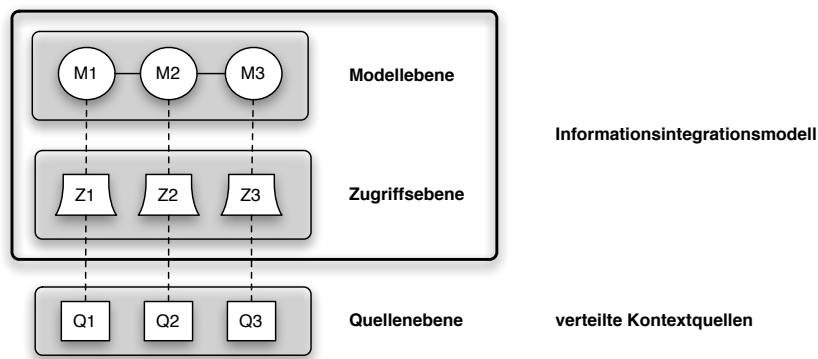 M1 M2 M3 Modellebene
Informationsintegrationsmodell
Z1 Z2 Z3 Zugriffsebene
Q1 Q2 Q3 Quellenebene verteilte Kontextquellen